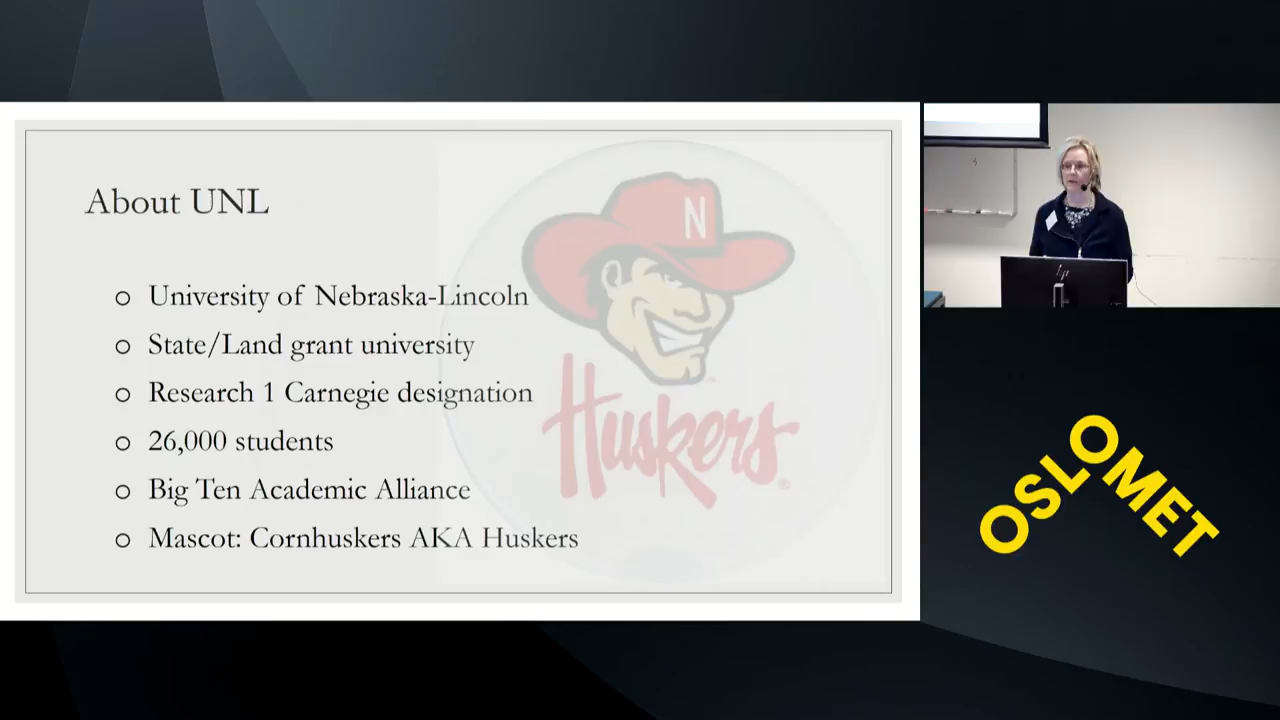 About UNL
University of Nebraska-Lincoln
State/Land grant university
Research 1 Carnegie designation
26,000 students
Big Ten Academic Alliance
Mascot: Cornhuskers AKA Huskers
N
Huskers
hp
OSLOMET